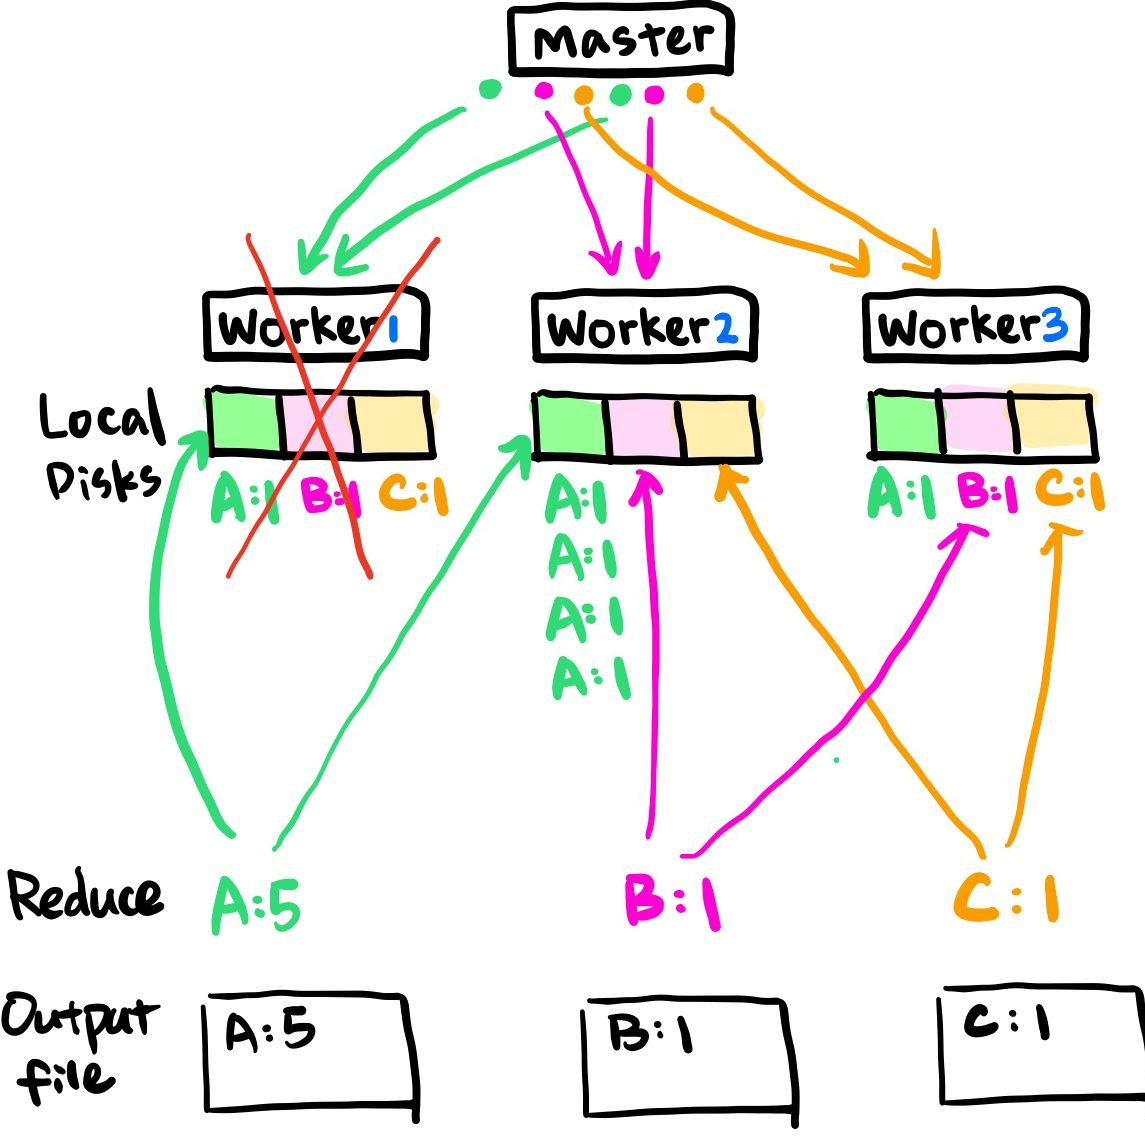 Master
Worker1 Worker2 Worker3
Local
Disks
A:1 B:1 C:1 A:1 A:1 B:1 C:1
A:1
A:1
A:1
Reduce A:5 B:1 C:1
Output
file
A:5 B:1 C:1